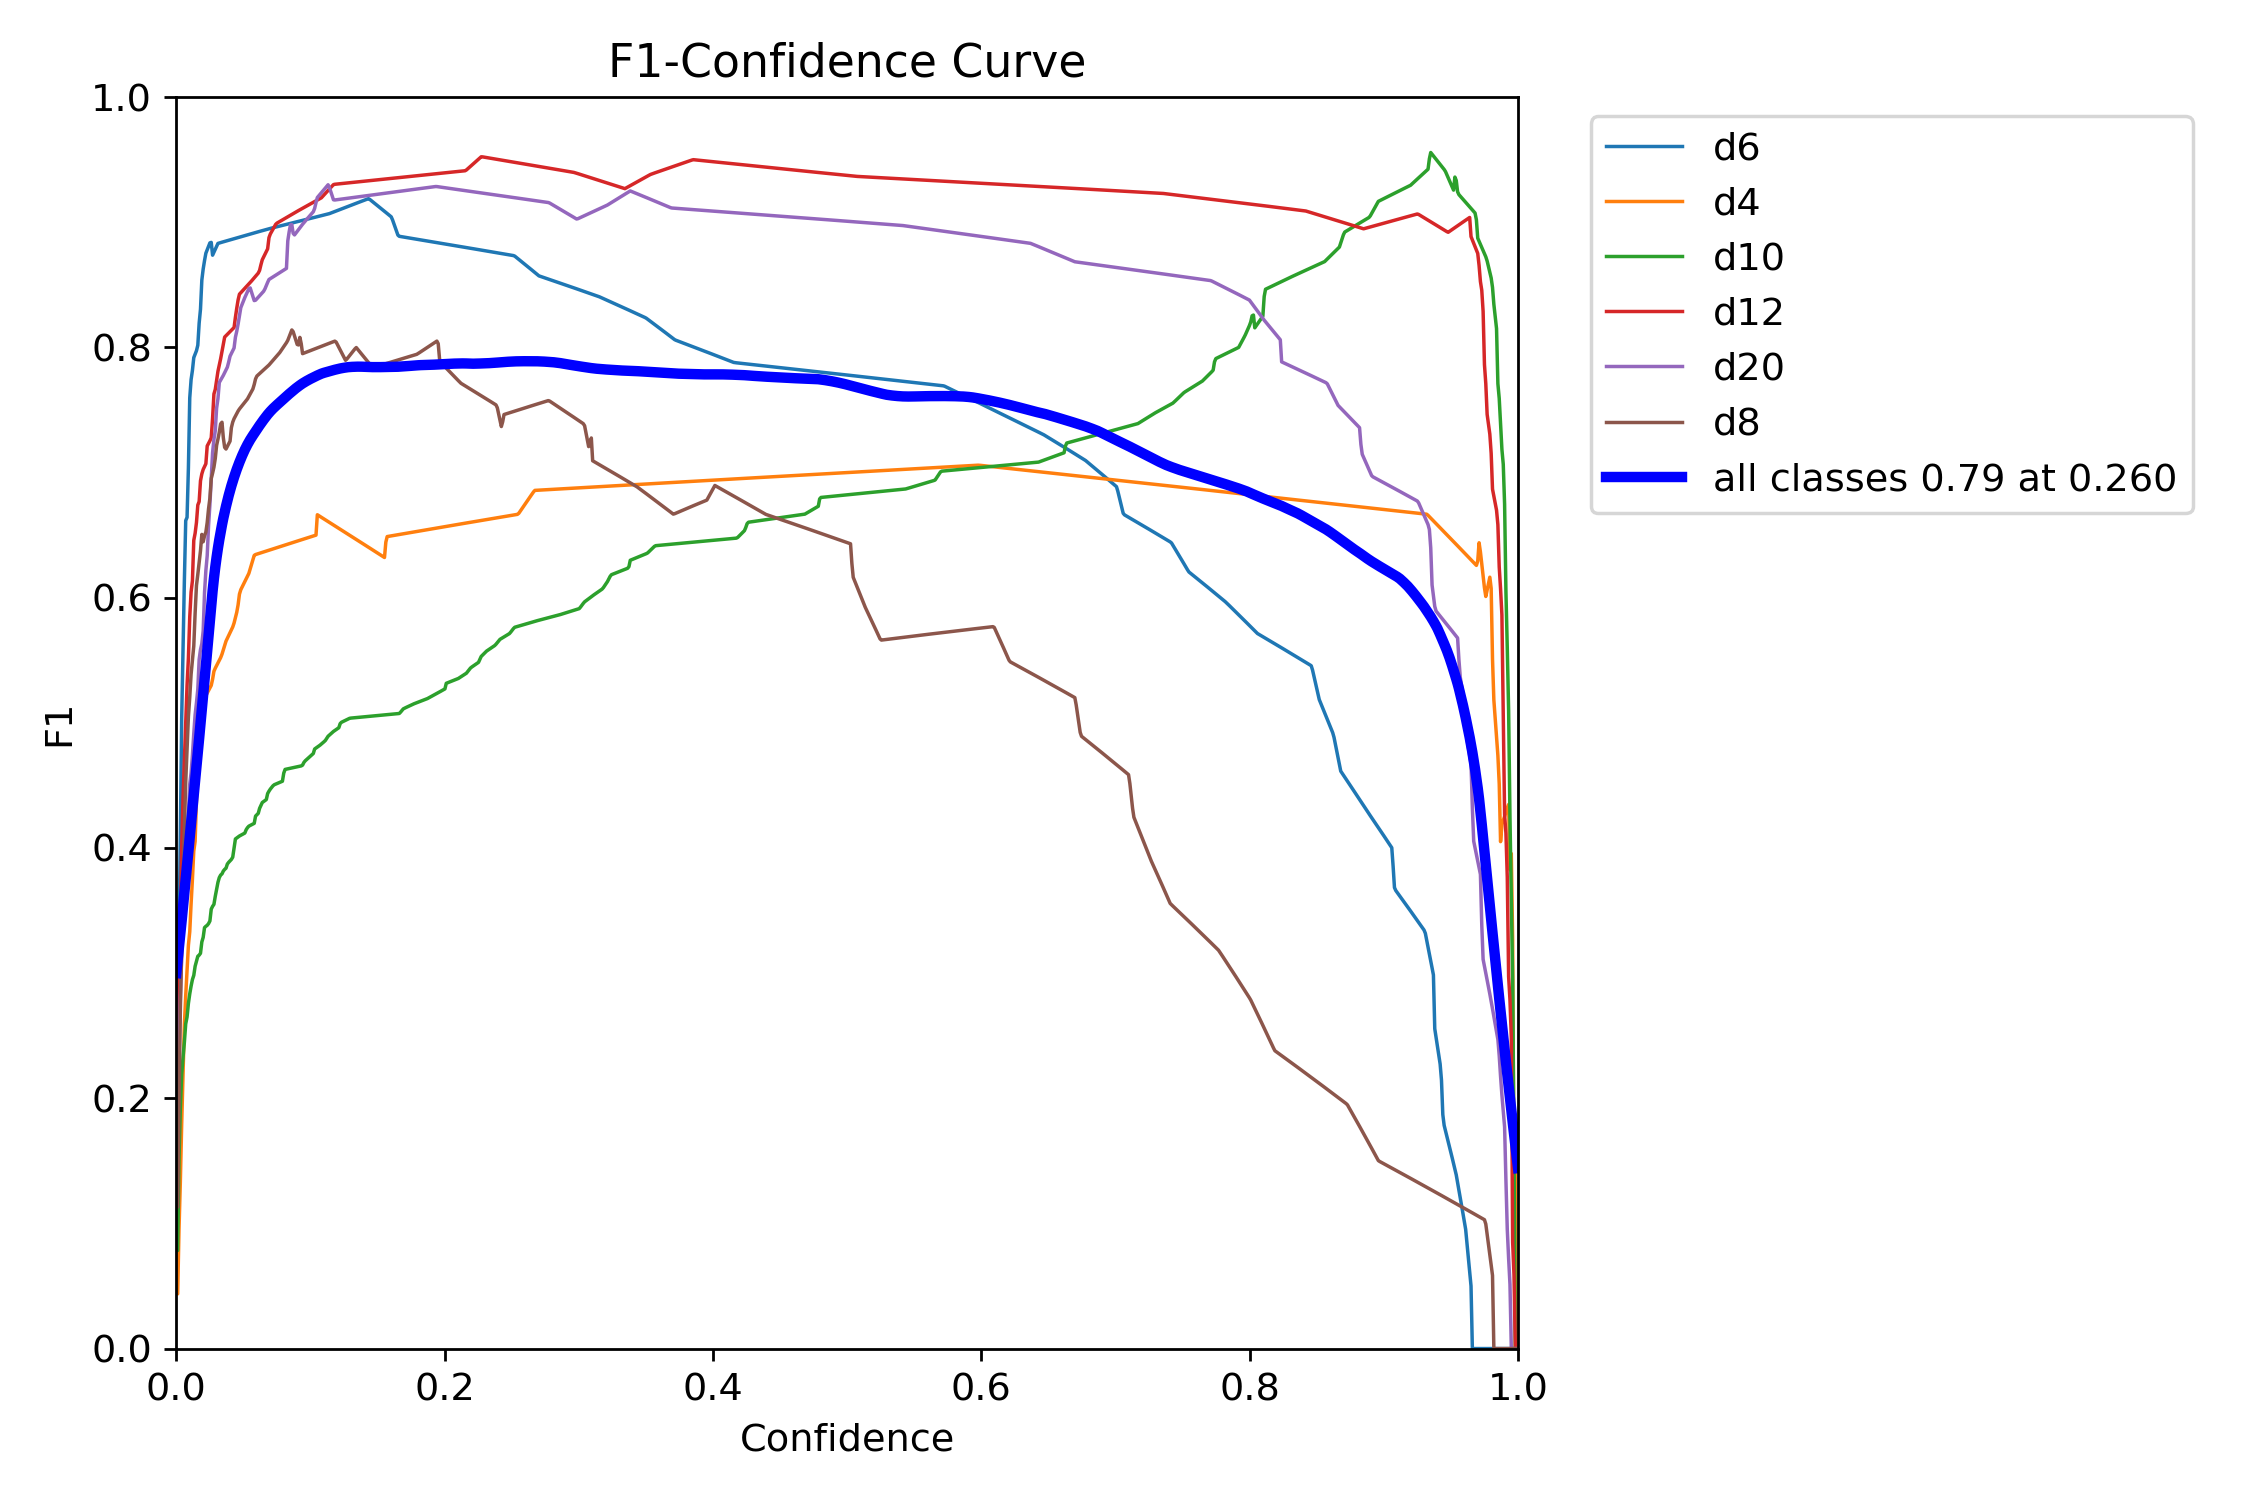 F1-Confidence Curve
1.0
0.8
0.6
0.4
0.2
0.0
F1
0.0 0.2 0.4 0.6 0.8 1.0
Confidence
d6
d4
d10
d12
d20
d8
all classes 0.79 at 0.260